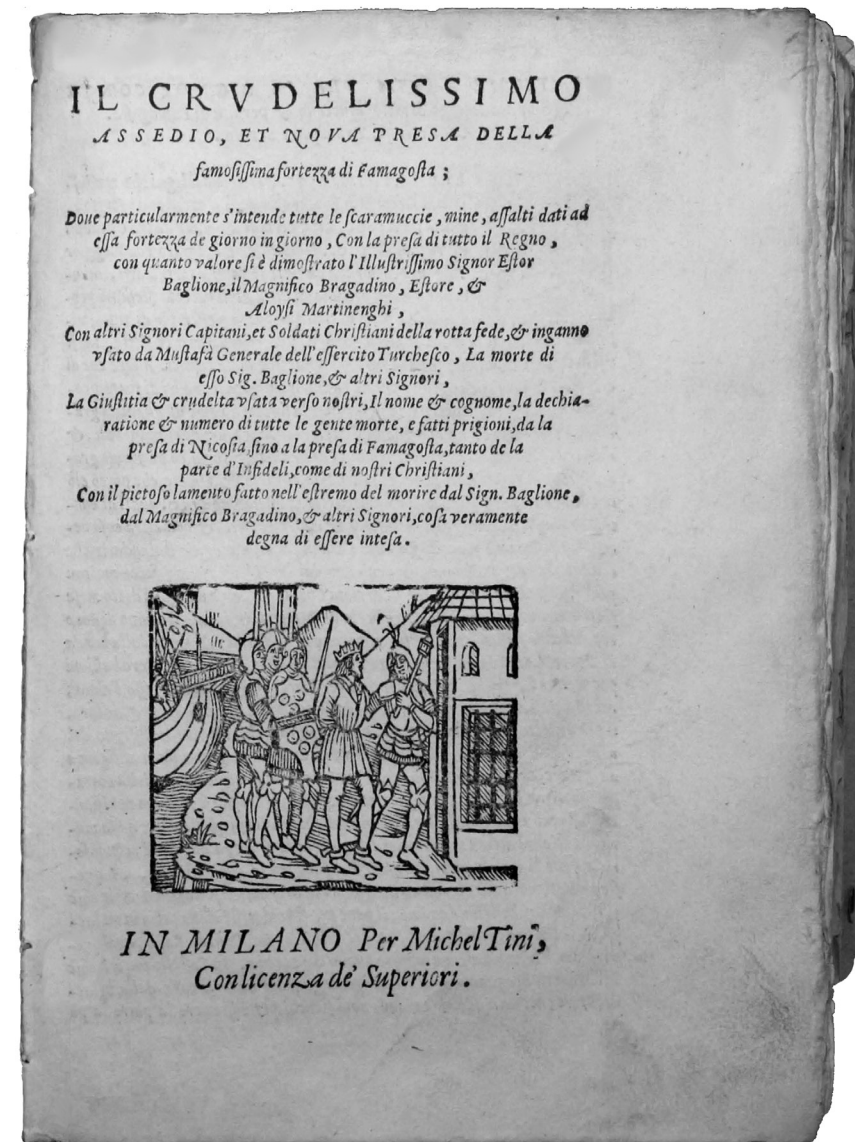 IL CRVDELISSIMO
ASSEDIO, ET NOVA PRESA DELLA
famosiſſima fortezza di Famagosta ;
Doue particularmente s'intende tutte le ſcaramuccie, mine, aſſalti dati ad
eſſa fortezza de giorno in giorno, Con la preſa di tutto il Regno,
con quanto valore ſi è dimoſtrato l'Illuſtriſſimo Signor Eſtor
Baglione, il Magnifico Bragadino, Eſtore, &
Aloyſi Martinenghi,
Con altri Signori Capitani, et Soldati Chriſtiani della rotta fede, & inganno
vſato da Muſtafà Generale dell'eſſercito Turcheſco, La morte di
eſſo Sig. Baglione, & altri Signori,
La Giuſtitia & crudelta vſata verſo noſtri, Il nome & cognome, la dechia-
ratione & numero di tutte le gente morte, e fatti prigioni, da la
preſa di Nicoſia, ſino a la preſa di Famagoſta, tanto de la
parte d'Infideli, come di noſtri Chriſtiani,
Con il pietoſo lamento fatto nell'eſtremo del morire dal Sign. Baglione,
dal Magnifico Bragadino, & altri Signori, coſa veramente
degna di eſſere inteſa.
IN MILANO Per Michel Tini,
Con licenza de' Superiori.